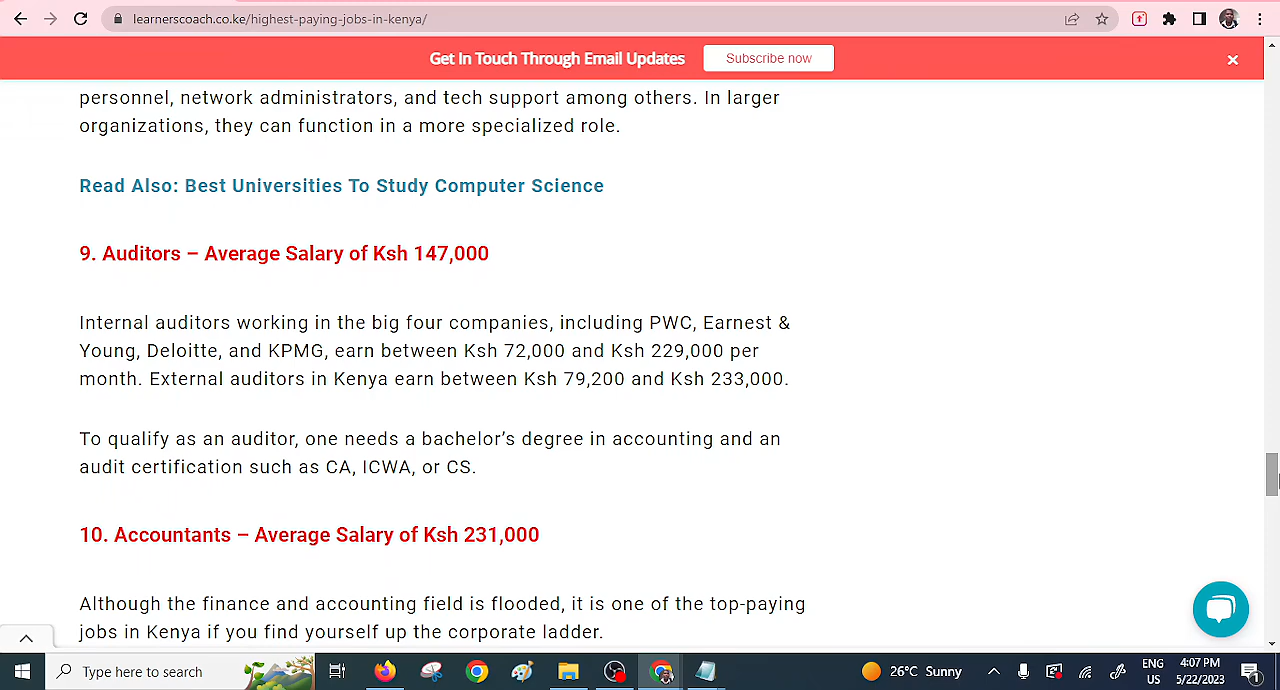 learnerscoach.co.ke/highest-paying-jobs-in-kenya/
Get In Touch Through Email Updates
Subscribe now
personnel, network administrators, and tech support among others. In larger
organizations, they can function in a more specialized role.
Read Also: Best Universities To Study Computer Science
9. Auditors – Average Salary of Ksh 147,000
Internal auditors working in the big four companies, including PWC, Earnest &
Young, Deloitte, and KPMG, earn between Ksh 72,000 and Ksh 229,000 per
month. External auditors in Kenya earn between Ksh 79,200 and Ksh 233,000.
To qualify as an auditor, one needs a bachelor’s degree in accounting and an
audit certification such as CA, ICWA, or CS.
10. Accountants – Average Salary of Ksh 231,000
Although the finance and accounting field is flooded, it is one of the top-paying
jobs in Kenya if you find yourself up the corporate ladder.
Type here to search
26°C Sunny
ENG
US
4:07 PM
5/22/2023
1